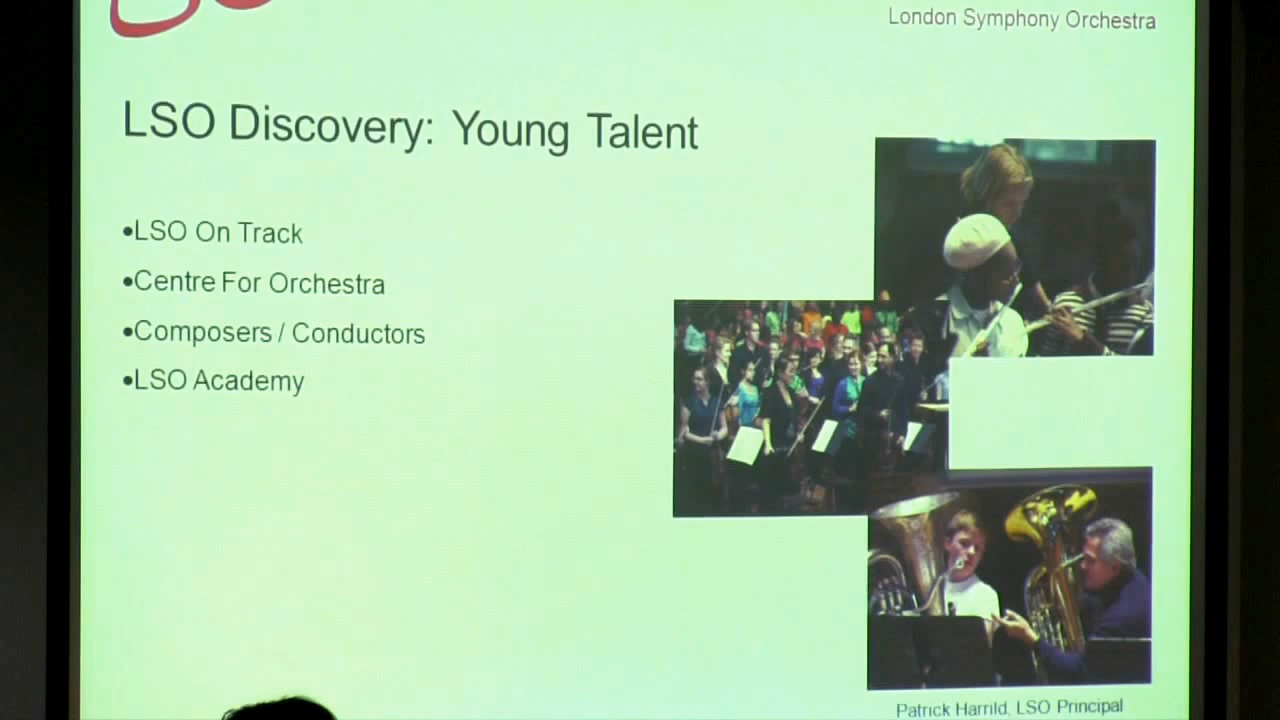 London Symphony Orchestra
LSO Discovery: Young Talent
•LSO On Track
•Centre For Orchestra
•Composers / Conductors
•LSO Academy
Patrick Harrild, LSO Principal